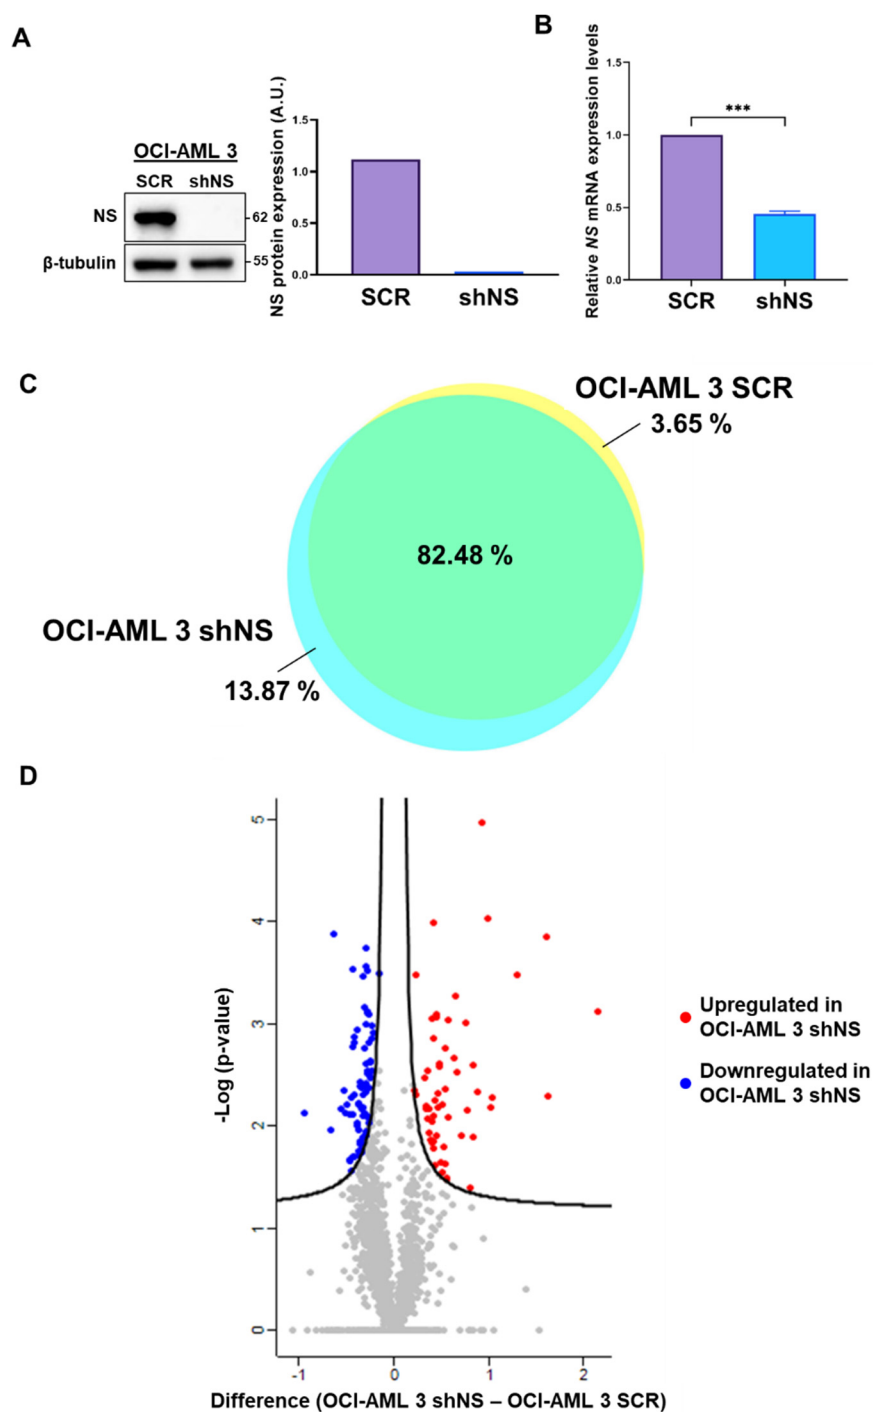 A
OCI-AML 3
SCR shNS
NS
62
β-tubulin
55
NS protein expression (A.U.)
1.5
1.0
0.5
0.0
SCR shNS
B
Relative NS mRNA expression levels
1.5
1.0
0.5
0.0
***
SCR shNS
C
OCI-AML 3 SCR
3.65 %
82.48 %
OCI-AML 3 shNS
13.87 %
D
-Log (p-value)
5
4
3
2
1
0
-1 0 1 2
Difference (OCI-AML 3 shNS – OCI-AML 3 SCR)
Upregulated in
OCI-AML 3 shNS
Downregulated in
OCI-AML 3 shNS